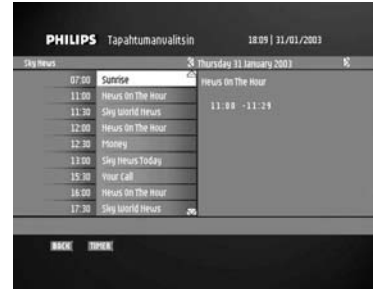 PHILIPS Tapahtumanvalitsin 18:09 | 31/01/2003
Sky News Thursday 31 January 2003
07:00 Sunrise
11:00 News On The Hour
11:30 Sky World News
12:00 News On The Hour
12:30 Money
13:00 Sky News Today
15:30 Your Call
16:00 News On The Hour
17:30 Sky World News
News On The Hour
11:00 -11:29
BACK TIMER